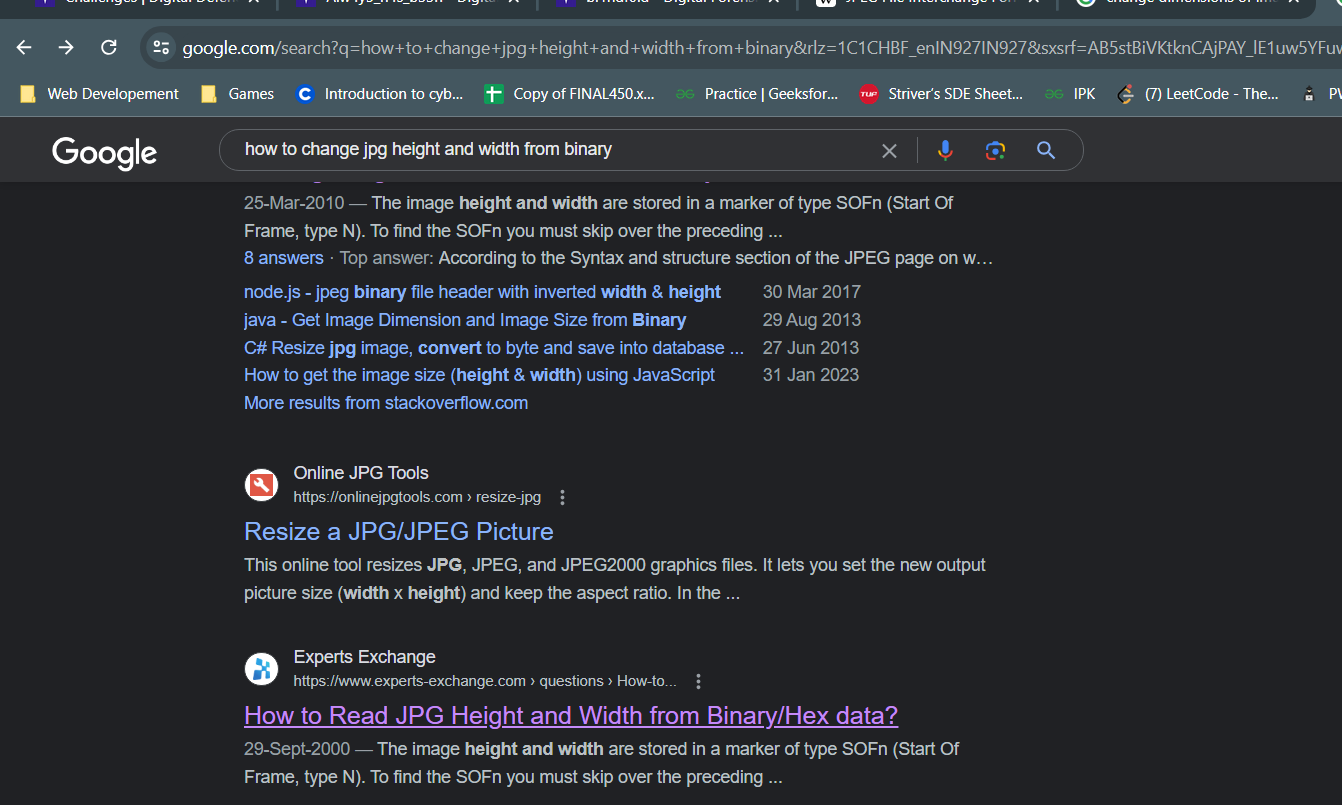 google.com/search?q=how+to+change+jpg+height+and+width+from+binary&rlz=1C1CHBF_enIN927IN927&sxsrf=AB5stBiVKtknCAjPAY_lE1uw5YFuw
Web Developement Games Introduction to cyb... Copy of FINAL450.x... Practice | Geeksfor... TUF Striver's SDE Sheet... IPK (7) LeetCode - The...
Google how to change jpg height and width from binary
25-Mar-2010 — The image height and width are stored in a marker of type SOFn (Start Of
Frame, type N). To find the SOFn you must skip over the preceding ...
8 answers · Top answer: According to the Syntax and structure section of the JPEG page on w…
node.js - jpeg binary file header with inverted width & height 30 Mar 2017
java - Get Image Dimension and Image Size from Binary 29 Aug 2013
C# Resize jpg image, convert to byte and save into database ... 27 Jun 2013
How to get the image size (height & width) using JavaScript 31 Jan 2023
More results from stackoverflow.com
Online JPG Tools
https://onlinejpgtools.com › resize-jpg
Resize a JPG/JPEG Picture
This online tool resizes JPG, JPEG, and JPEG2000 graphics files. It lets you set the new output
picture size (width x height) and keep the aspect ratio. In the ...
Experts Exchange
https://www.experts-exchange.com › questions › How-to...
How to Read JPG Height and Width from Binary/Hex data?
29-Sept-2000 — The image height and width are stored in a marker of type SOFn (Start Of
Frame, type N). To find the SOFn you must skip over the preceding ...